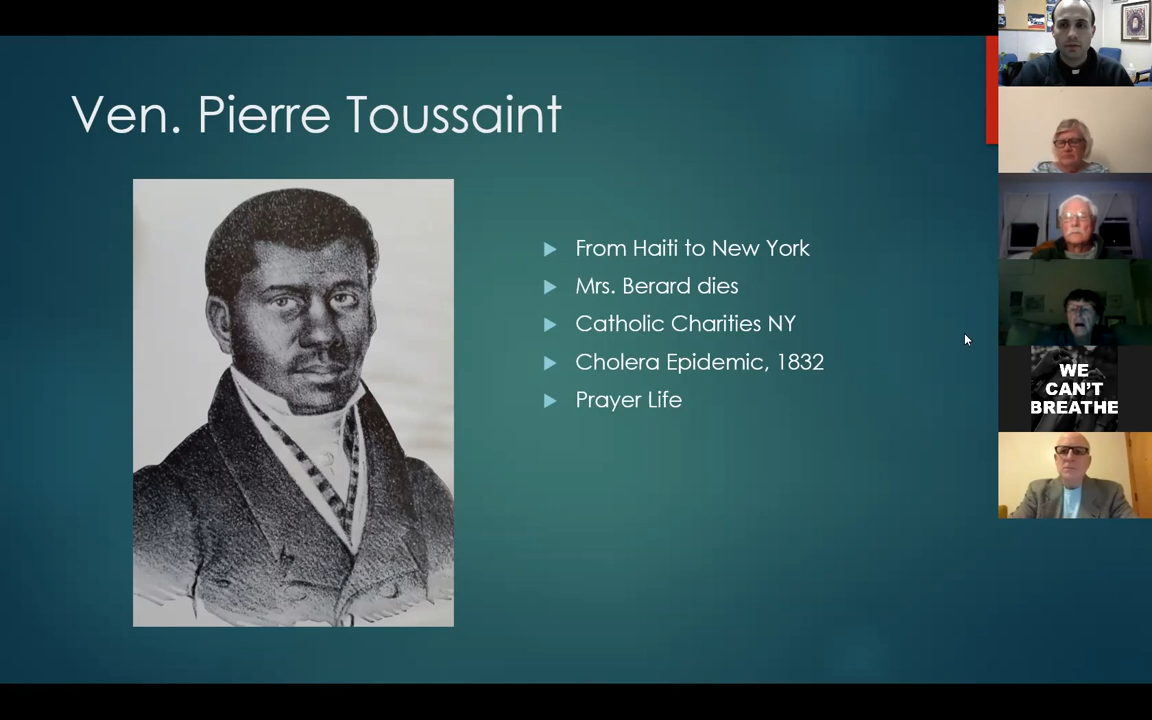 Ven. Pierre Toussaint
From Haiti to New York
Mrs. Berard dies
Catholic Charities NY
Cholera Epidemic, 1832
Prayer Life
WE
CAN'T
BREATHE